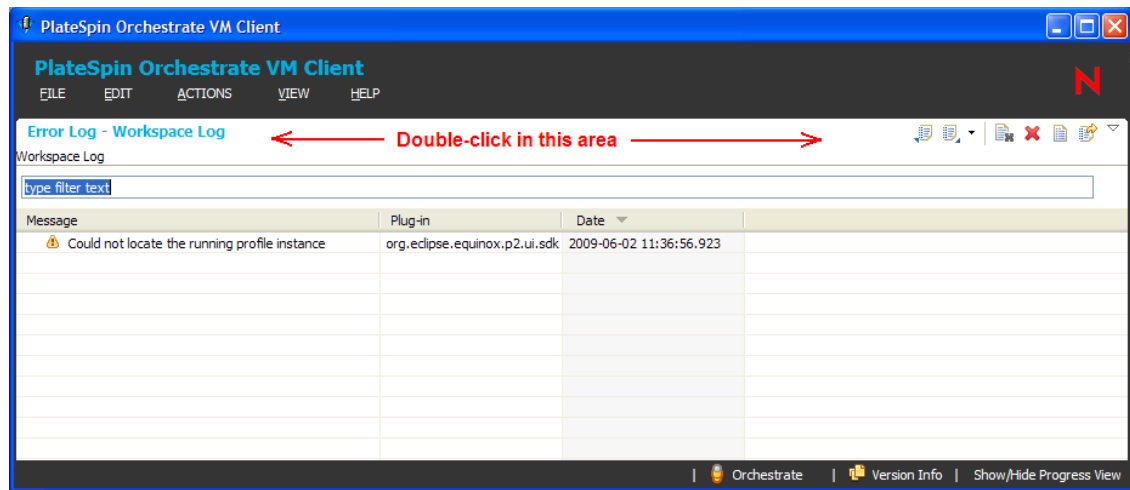 PlateSpin Orchestrate VM Client
PlateSpin Orchestrate VM Client
N
FILE EDIT ACTIONS VIEW HELP
Error Log - Workspace Log
Double-click in this area
Workspace Log
type filter text
Message Plug-in Date
Could not locate the running profile instance org.eclipse.equinox.p2.ui.sdk 2009-06-02 11:36:56.923
| Orchestrate | Version Info | Show/Hide Progress View